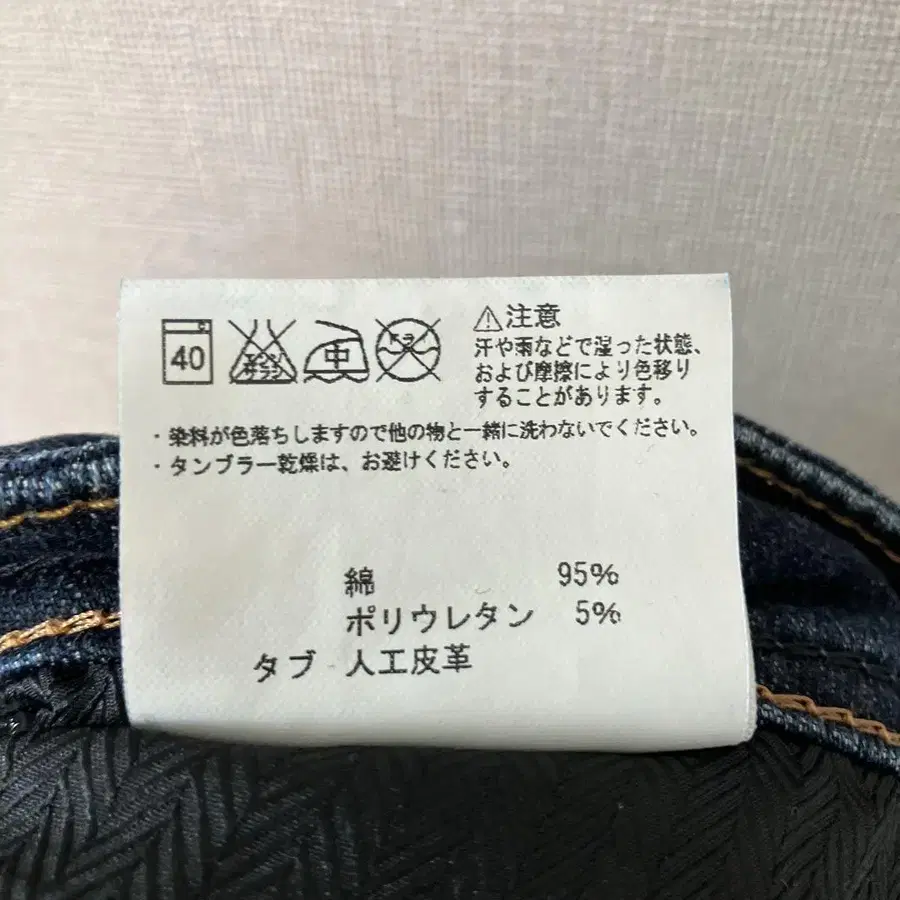 40
エンソ
サラシ
中
ドライ
⚠注意
汗や雨などで湿った状態、
および摩擦により色移り
することがあります。
・染料が色落ちしますので他の物と一緒に洗わないでください。
・タンブラー乾燥は、お避けください。
綿 95%
ポリウレタン 5%
タブ 人工皮革